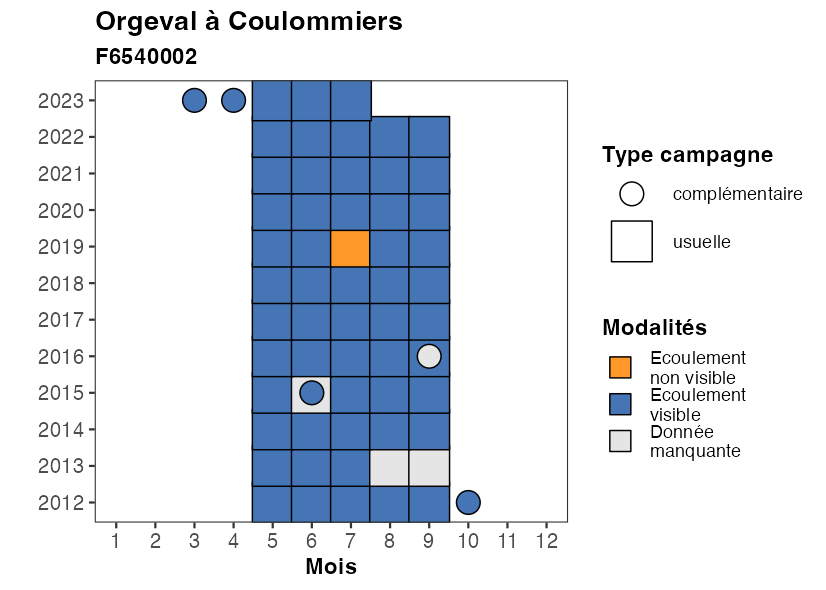 Orgeval à Coulommiers
F6540002
2023
2022
2021
2020
2019
2018
2017
2016
2015
2014
2013
2012
1 2 3 4 5 6 7 8 9 10 11 12
Mois
Type campagne
complémentaire
usuelle
Modalités
Ecoulement
non visible
Ecoulement
visible
Donnée
manquante